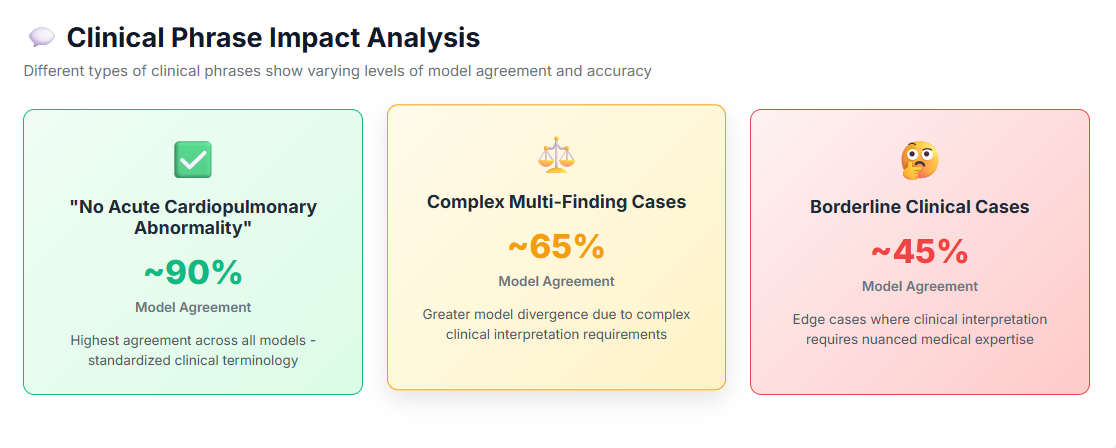 Clinical Phrase Impact Analysis
Different types of clinical phrases show varying levels of model agreement and accuracy
"No Acute Cardiopulmonary
Abnormality"
~90%
Model Agreement
Highest agreement across all models -
standardized clinical terminology
Complex Multi-Finding Cases
~65%
Model Agreement
Greater model divergence due to complex
clinical interpretation requirements
Borderline Clinical Cases
~45%
Model Agreement
Edge cases where clinical interpretation
requires nuanced medical expertise